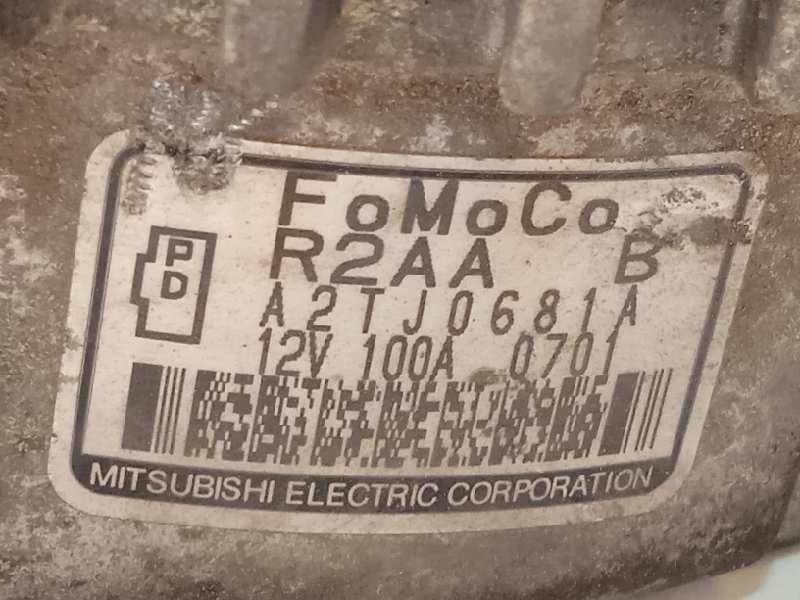 FoMoCo
P D
R2AA B
A2TJ0681A
12V 100A 0701
MITSUBISHI ELECTRIC CORPORATION